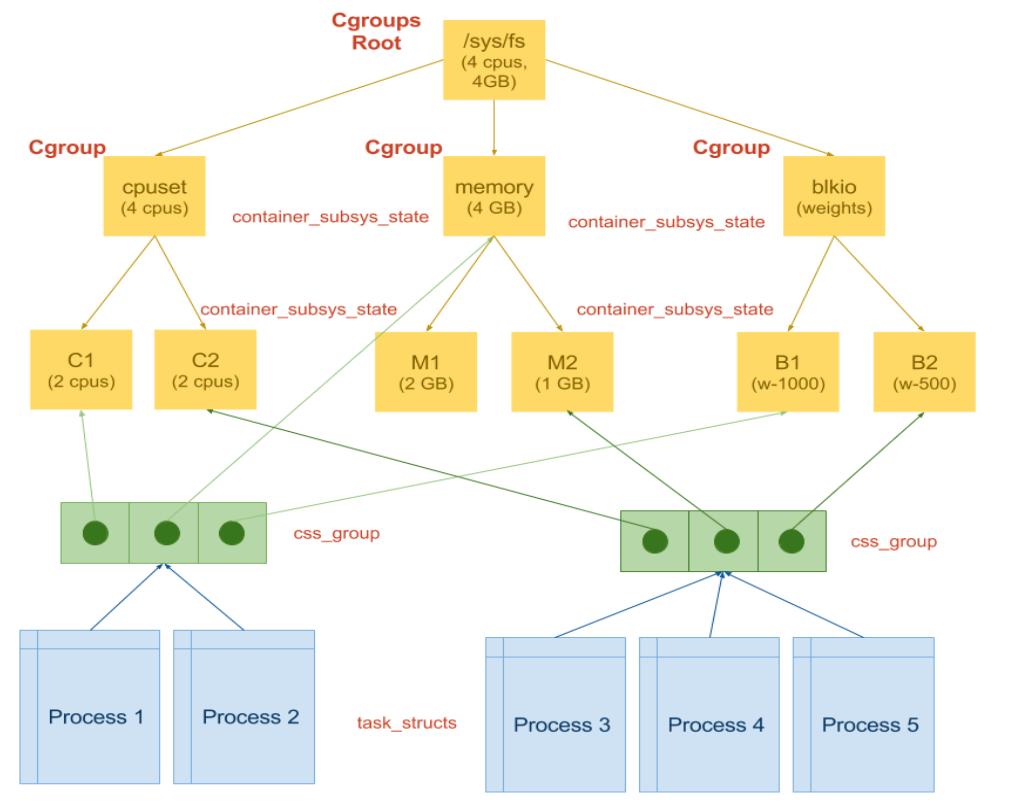 Cgroups
Root
/sys/fs
(4 cpus,
4GB)
Cgroup
Cgroup
Cgroup
cpuset
(4 cpus)
memory
(4 GB)
blkio
(weights)
container_subsys_state
container_subsys_state
container_subsys_state
container_subsys_state
C1
(2 cpus)
C2
(2 cpus)
M1
(2 GB)
M2
(1 GB)
B1
(w-1000)
B2
(w-500)
css_group
css_group
Process 1
Process 2
task_structs
Process 3
Process 4
Process 5